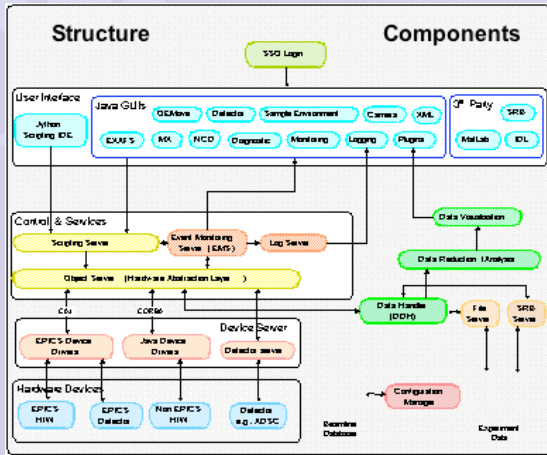 Structure
Components
SSO Login
User Interface
Java GUIs
3rd Party
Jython
Scripting IDE
GEMove
Detector
Sample Environment
Camera
XML
EXAFS
MX
NCD
Diagnostic
Monitoring
Logging
Plugins
SRB
MatLab
IDL
Control & Services
Scripting Server
Event Monitoring
Server (EMS)
Log Server
Object Server (Hardware Abstraction Layer )
Data Visualisation
Data Reduction / Analysis
Data Handler
(DDH)
File
Server
SRB
Server
CORBA
Device Server
EPICS Device
Drivers
Java Device
Drivers
Detector server
Hardware Devices
EPICS
H/W
EPICS
Detector
Non EPICS
H/W
Detector
e.g. ADSC
Configuration
Manager
Beamline
Database
Experiment
Data